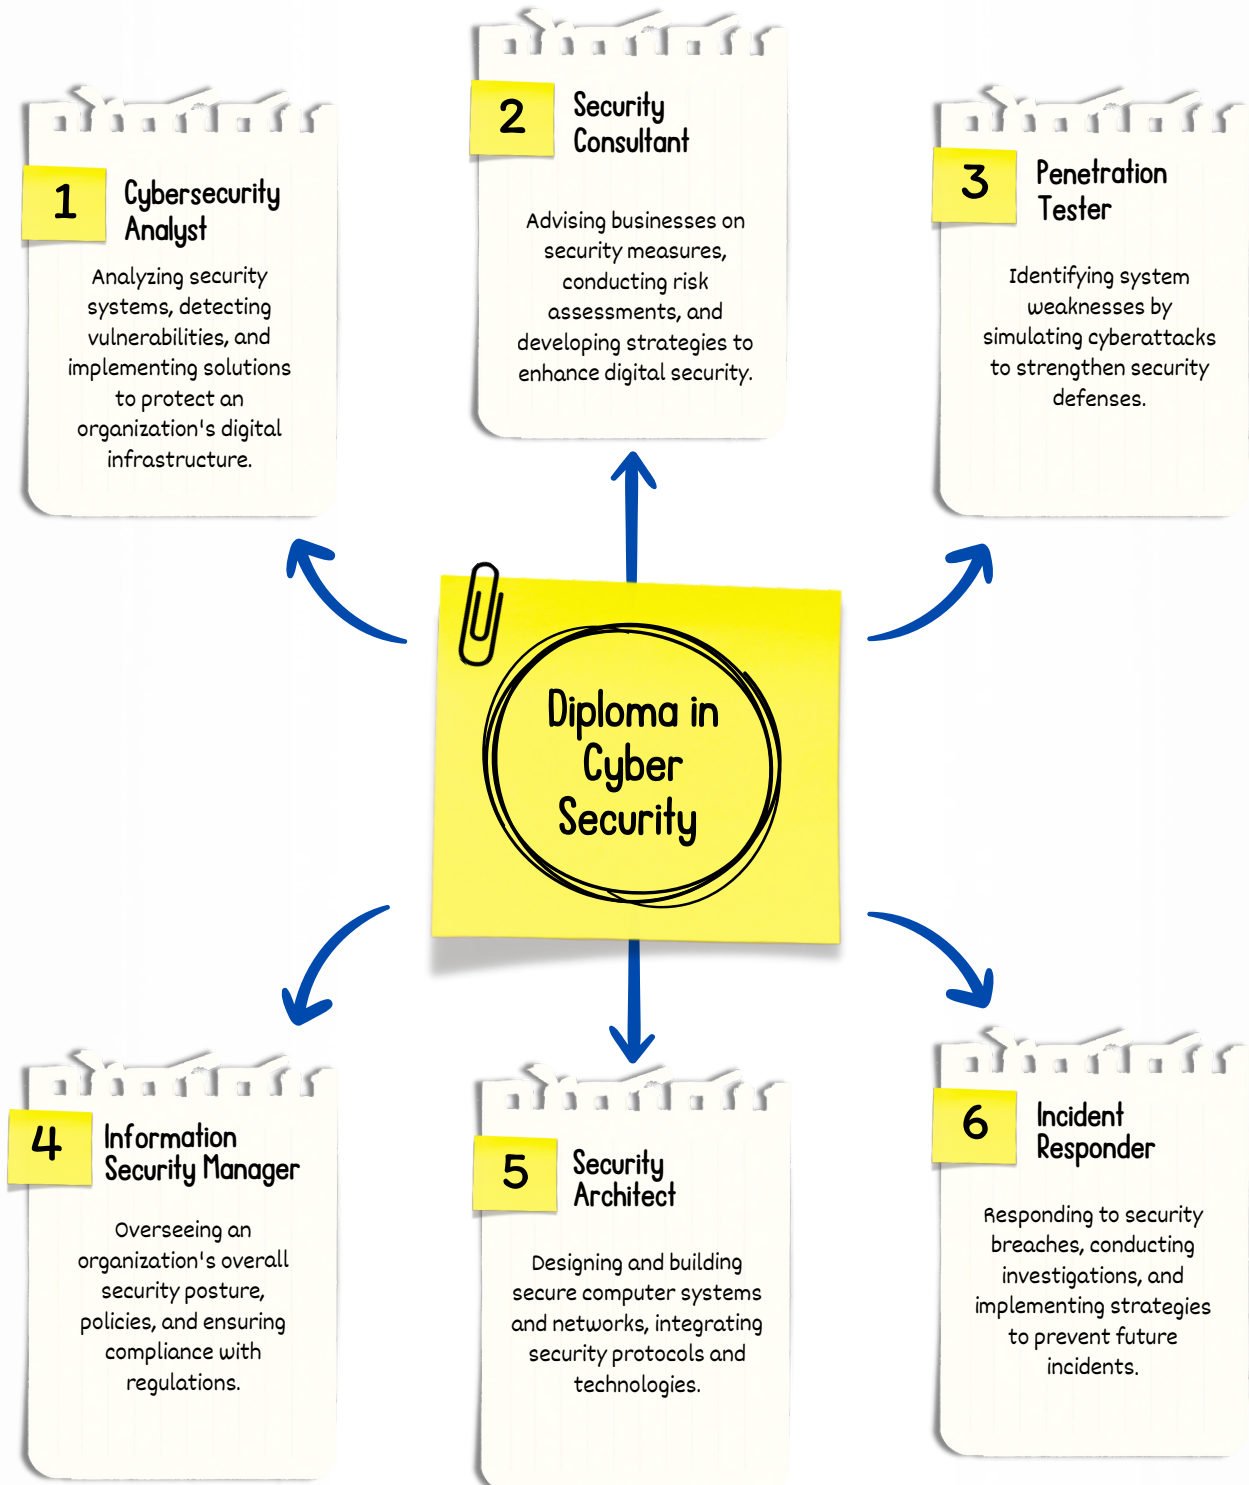 1
Cybersecurity
Analyst
Analyzing security
systems, detecting
vulnerabilities, and
implementing solutions
to protect an
organization's digital
infrastructure.
2
Security
Consultant
Advising businesses on
security measures,
conducting risk
assessments, and
developing strategies to
enhance digital security.
3
Penetration
Tester
Identifying system
weaknesses by
simulating cyberattacks
to strengthen security
defenses.
Diploma in
Cyber
Security
4
Information
Security Manager
Overseeing an
organization's overall
security posture,
policies, and ensuring
compliance with
regulations.
5
Security
Architect
Designing and building
secure computer systems
and networks, integrating
security protocols and
technologies.
6
Incident
Responder
Responding to security
breaches, conducting
investigations, and
implementing strategies
to prevent future
incidents.